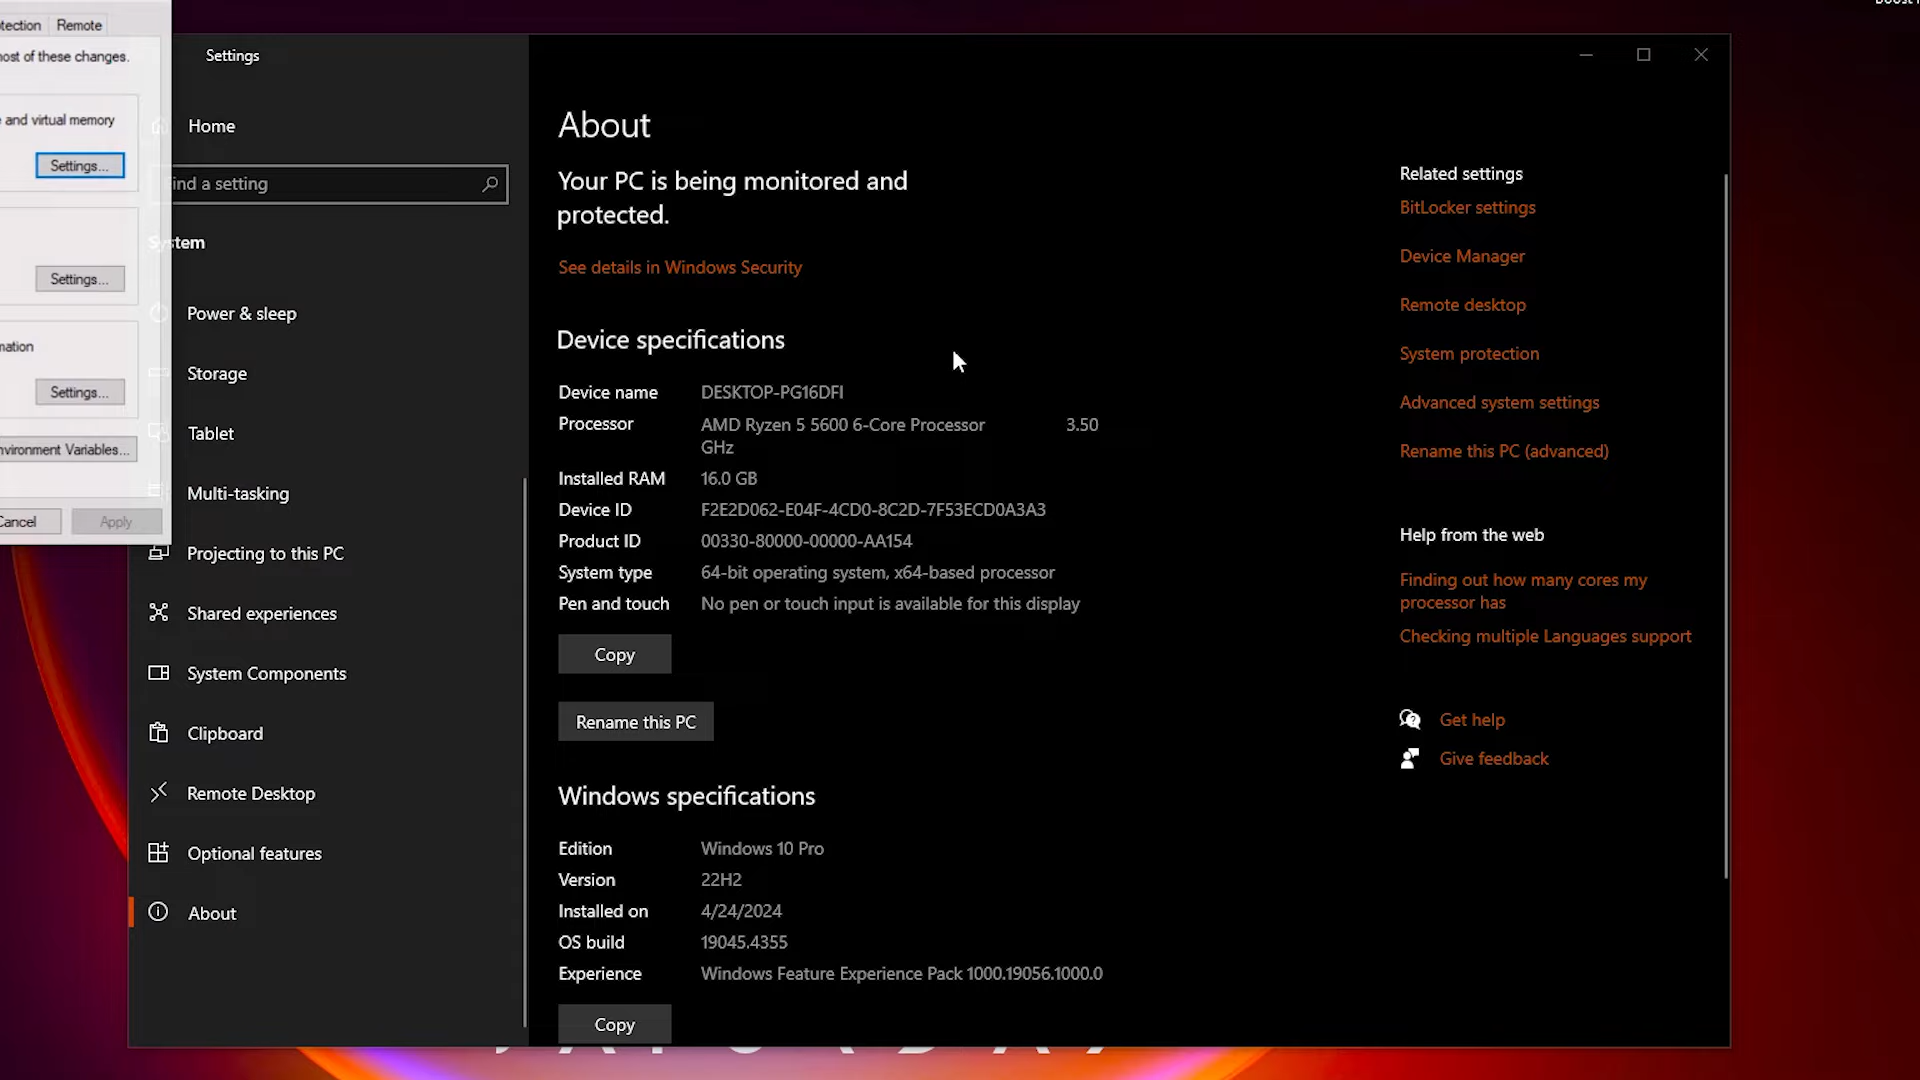 tection Remote
most of these changes.
e and virtual memory
Settings...
Settings...
mation
Settings...
nvironment Variables...
Cancel Apply
Settings
Home
ind a setting
System
Power & sleep
Storage
Tablet
Multi-tasking
Projecting to this PC
Shared experiences
System Components
Clipboard
Remote Desktop
Optional features
About
About
Your PC is being monitored and
protected.
See details in Windows Security
Device specifications
Device name DESKTOP-PG16DFI
Processor AMD Ryzen 5 5600 6-Core Processor 3.50
GHz
Installed RAM 16.0 GB
Device ID F2E2D062-E04F-4CD0-8C2D-7F53ECD0A3A3
Product ID 00330-80000-00000-AA154
System type 64-bit operating system, x64-based processor
Pen and touch No pen or touch input is available for this display
Copy
Rename this PC
Windows specifications
Edition Windows 10 Pro
Version 22H2
Installed on 4/24/2024
OS build 19045.4355
Experience Windows Feature Experience Pack 1000.19056.1000.0
Copy
Related settings
BitLocker settings
Device Manager
Remote desktop
System protection
Advanced system settings
Rename this PC (advanced)
Help from the web
Finding out how many cores my
processor has
Checking multiple Languages support
Get help
Give feedback